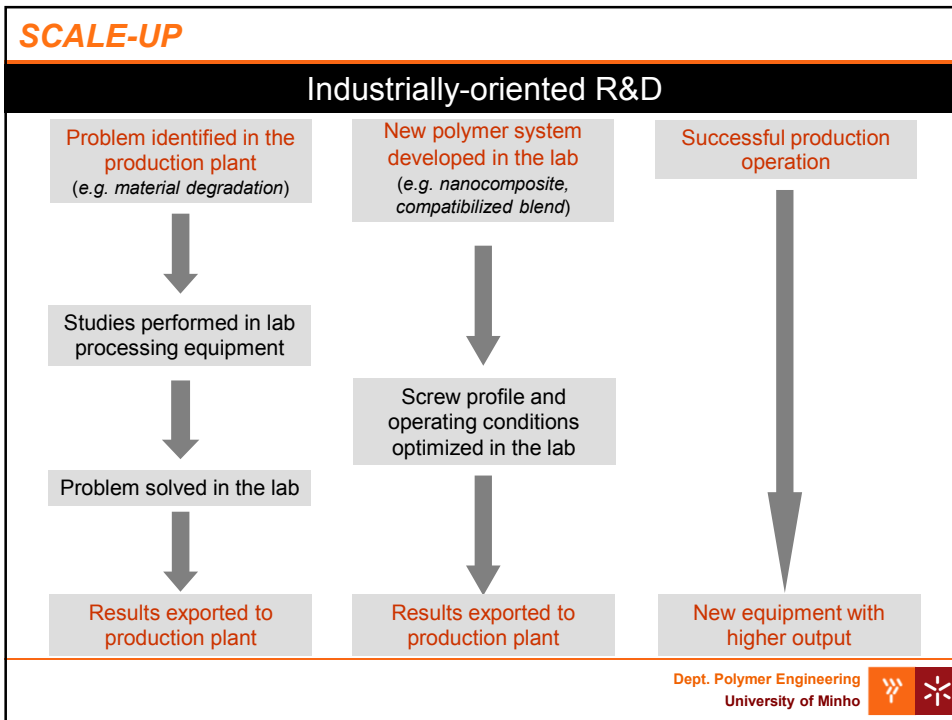 SCALE-UP
Industrially-oriented R&D
Problem identified in the
production plant
(e.g. material degradation)
Studies performed in lab
processing equipment
Problem solved in the lab
Results exported to
production plant
New polymer system
developed in the lab
(e.g. nanocomposite,
compatibilized blend)
Screw profile and
operating conditions
optimized in the lab
Results exported to
production plant
Successful production
operation
New equipment with
higher output
Dept. Polymer Engineering
University of Minho